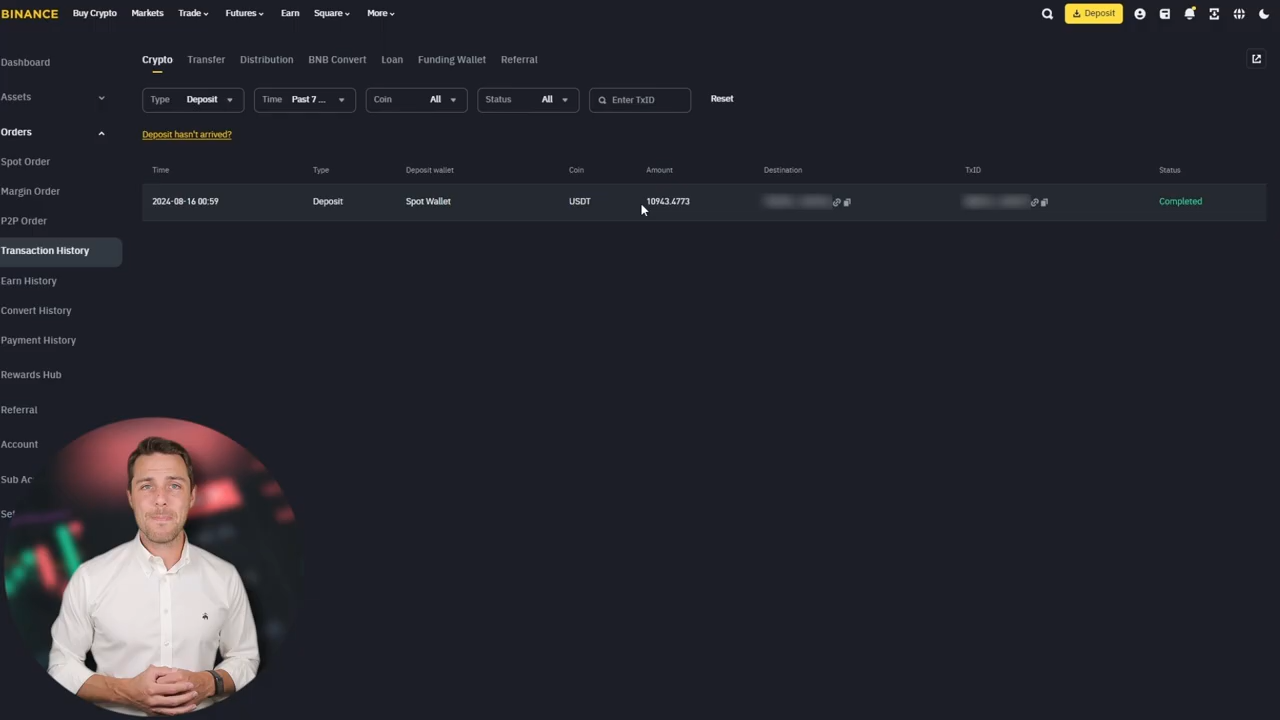 BINANCE Buy Crypto Markets Trade Futures Earn Square More Deposit
Dashboard
Assets
Orders
Spot Order
Margin Order
P2P Order
Transaction History
Earn History
Convert History
Payment History
Rewards Hub
Referral
Account
Sub Ac
Set
Crypto Transfer Distribution BNB Convert Loan Funding Wallet Referral
Type Deposit Time Past 7 ... Coin All Status All Enter TxID Reset
Deposit hasn't arrived?
Time Type Deposit wallet Coin Amount Destination TxID Status
2024-08-16 00:59 Deposit Spot Wallet USDT 10943.4773 Completed